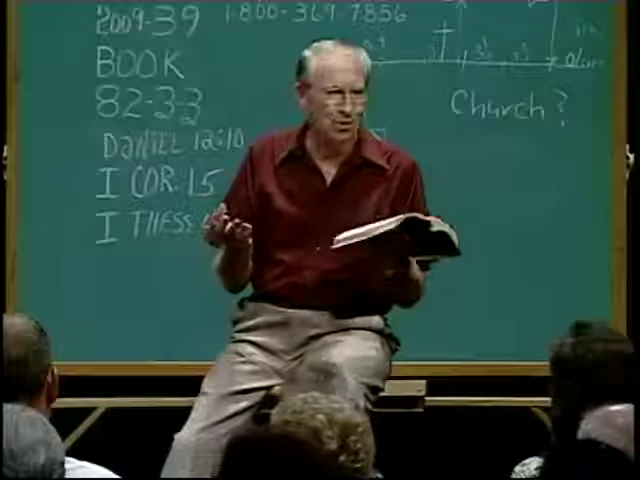 2009-39
1-800-369-7856
BOOK
82-33
Church?
DANIEL 12:10
I COR. 15
I THESS